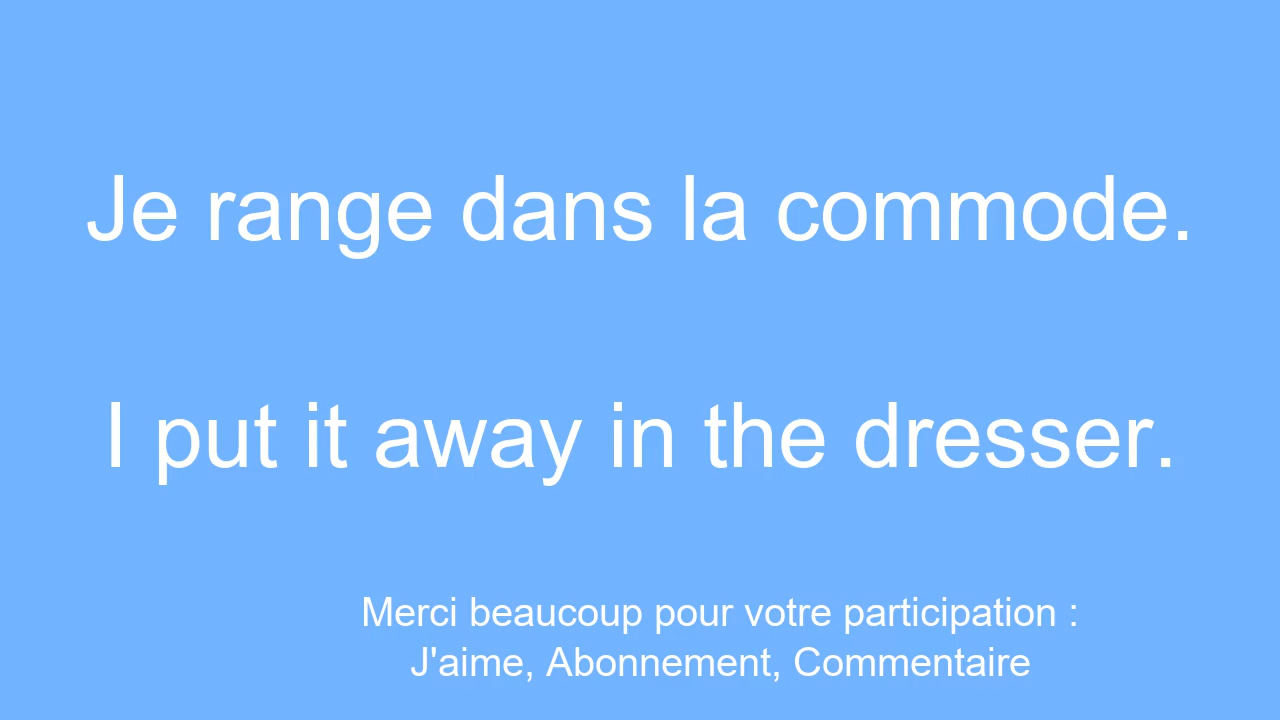 Je range dans la commode.
I put it away in the dresser.
Merci beaucoup pour votre participation :
J'aime, Abonnement, Commentaire